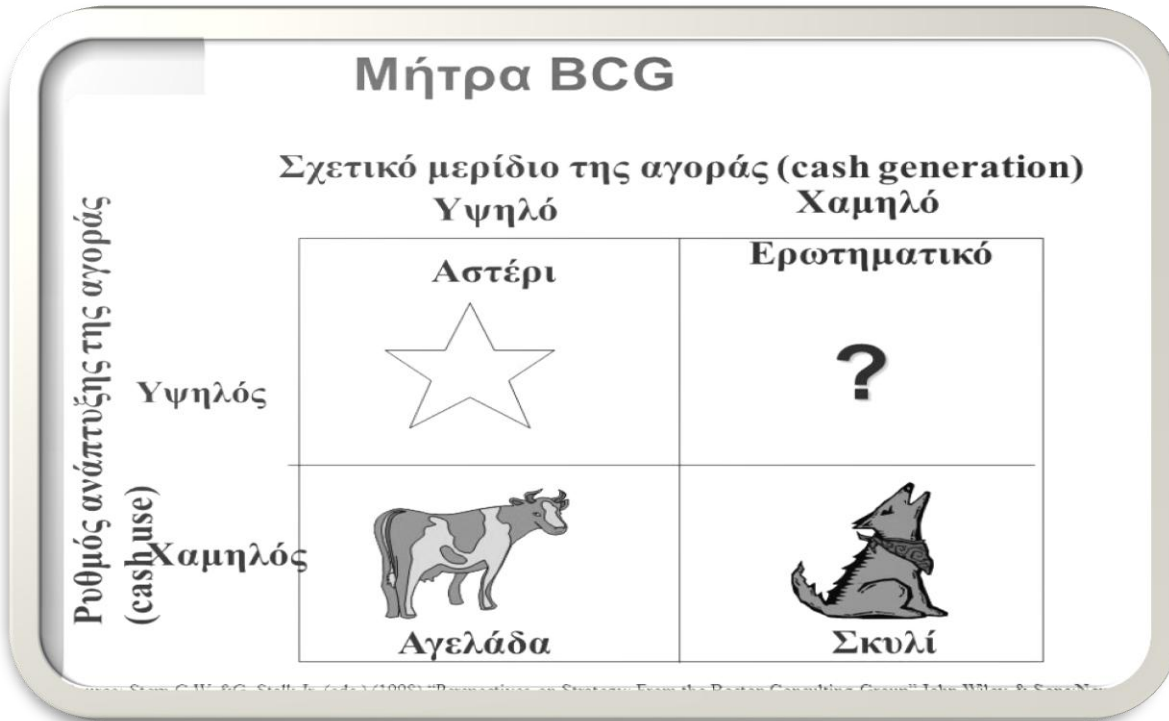 Μήτρα BCG
Σχετικό μερίδιο της αγοράς (cash generation)
Υψηλό
Χαμηλό
Ρυθμός ανάπτυξης της αγοράς
(cash use)
Υψηλός
Χαμηλός
Αστέρι
Ερωτηματικό
?
Αγελάδα
Σκυλί